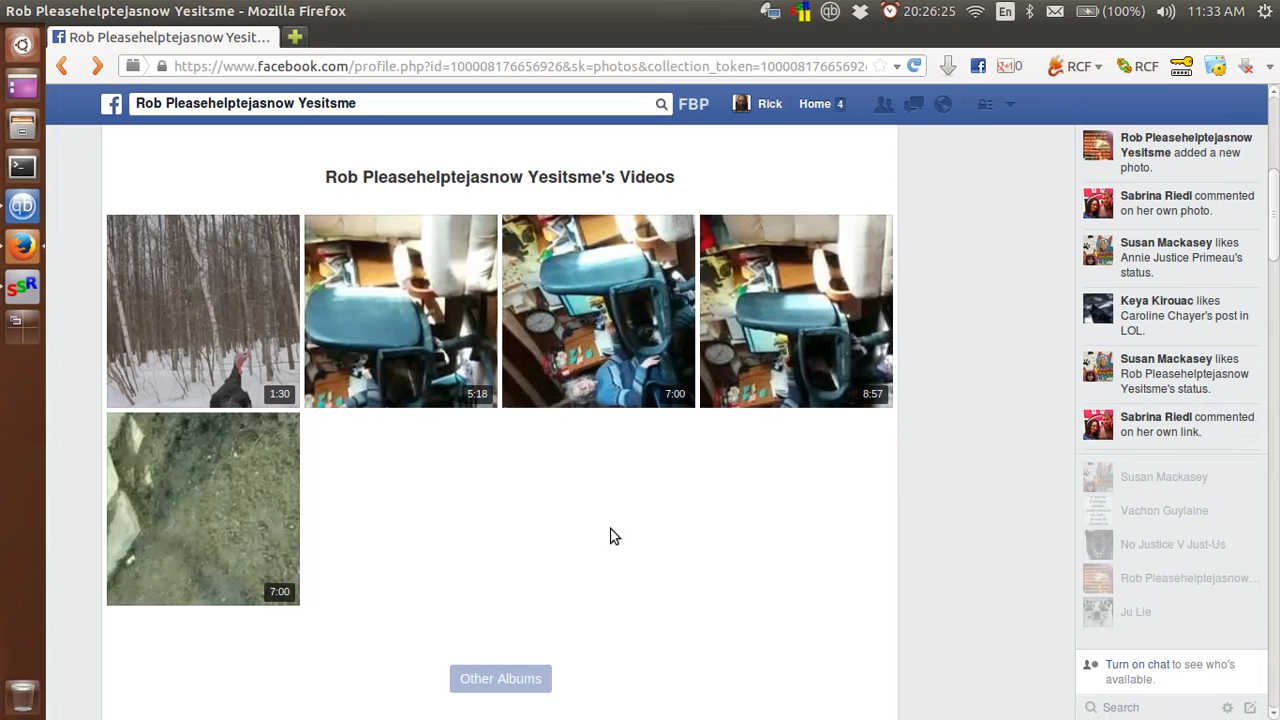 Rob Pleasehelptejasnow Yesitsme - Mozilla Firefox
20:26:25
En
(100%)
11:33 AM
Rob Pleasehelptejasnow Yesit...
https://www.facebook.com/profile.php?id=100008176656926&sk=photos&collection_
0
RCF
RCF
Rob Pleasehelptejasnow Yesitsme
FBP
Rick
Home 4
Rob Pleasehelptejasnow Yesitsme's Videos
1:30
5:18
7:00
8:57
7:00
Other Albums
Rob Pleasehelptejasnow
Yesitsme added a new
photo.
Sabrina Riedl commented
on her own photo.
Susan Mackasey likes
Annie Justice Primeau's
status.
Keya Kirouac likes
Caroline Chayer's post in
LOL.
Susan Mackasey likes
Rob Pleasehelptejasnow
Yesitsme's status.
Sabrina Riedl commented
on her own link.
Susan Mackasey
Vachon Guylaine
No Justice V Just-Us
Rob Pleasehelptejasnow...
Ju Lie
Turn on chat to see who's
available.
Search